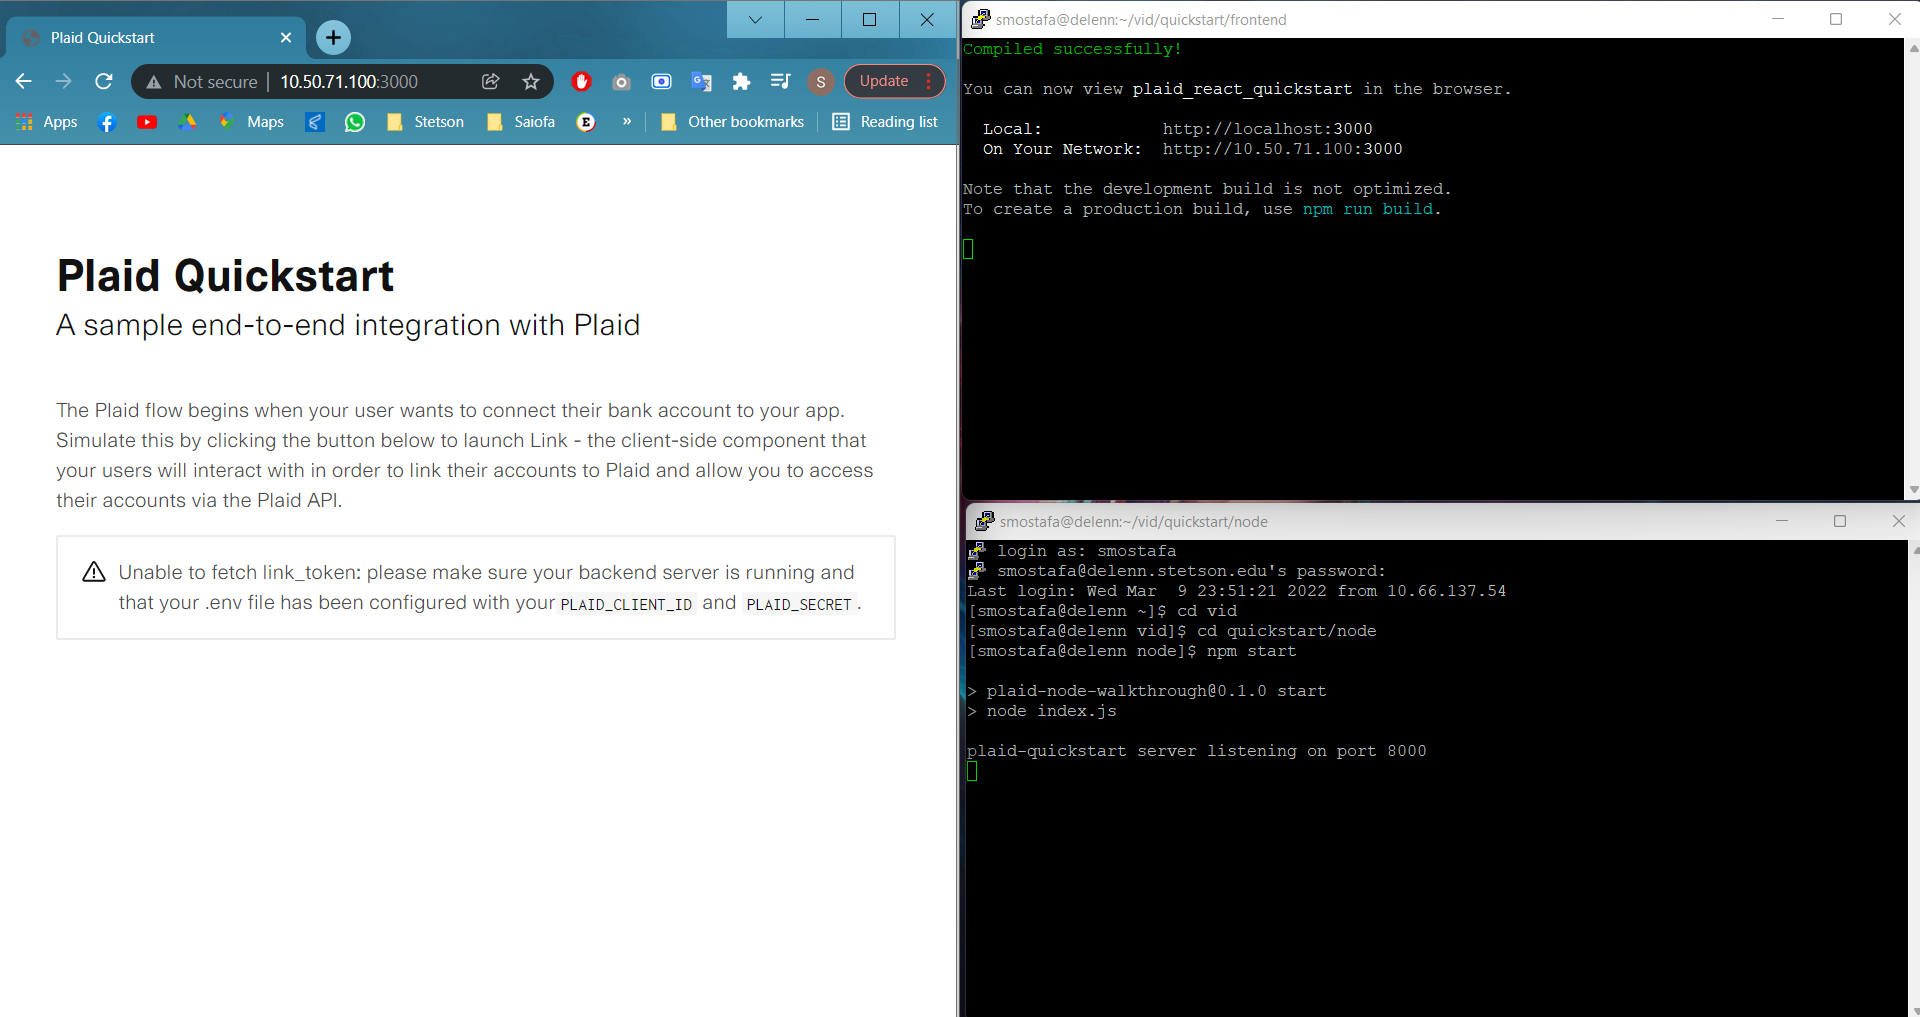 Plaid Quickstart
Not secure | 10.50.71.100:3000
S
Update
Apps
Maps
Stetson
Saiofa
E
»
Other bookmarks
Reading list
Plaid Quickstart
A sample end-to-end integration with Plaid
The Plaid flow begins when your user wants to connect their bank account to your app.
Simulate this by clicking the button below to launch Link - the client-side component that
your users will interact with in order to link their accounts to Plaid and allow you to access
their accounts via the Plaid API.
Unable to fetch link_token: please make sure your backend server is running and
that your .env file has been configured with your PLAID_CLIENT_ID and PLAID_SECRET.
smostafa@delenn:~/vid/quickstart/frontend
Compiled successfully!
You can now view plaid_react_quickstart in the browser.
Local: http://localhost:3000
On Your Network: http://10.50.71.100:3000
Note that the development build is not optimized.
To create a production build, use npm run build.
smostafa@delenn:~/vid/quickstart/node
login as: smostafa
smostafa@delenn.stetson.edu's password:
Last login: Wed Mar  9 23:51:21 2022 from 10.66.137.54
[smostafa@delenn ~]$ cd vid
[smostafa@delenn vid]$ cd quickstart/node
[smostafa@delenn node]$ npm start
> plaid-node-walkthrough@0.1.0 start
> node index.js
plaid-quickstart server listening on port 8000